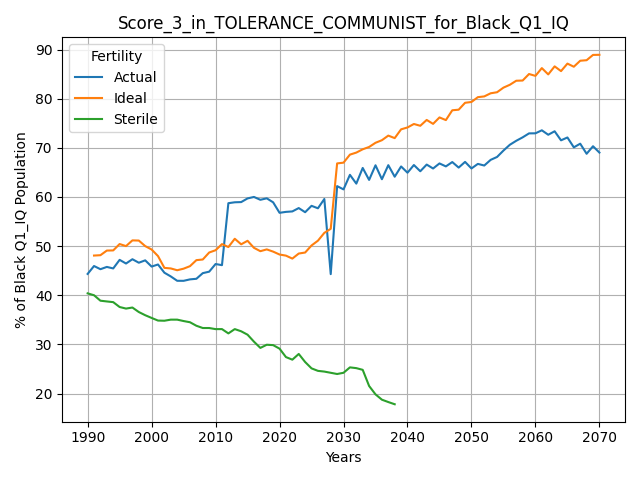 Score_3_in_TOLERANCE_COMMUNIST_for_Black_Q1_IQ
Fertility
Actual
Ideal
Sterile
% of Black Q1_IQ Population
90
80
70
60
50
40
30
20
1990 2000 2010 2020 2030 2040 2050 2060 2070
Years